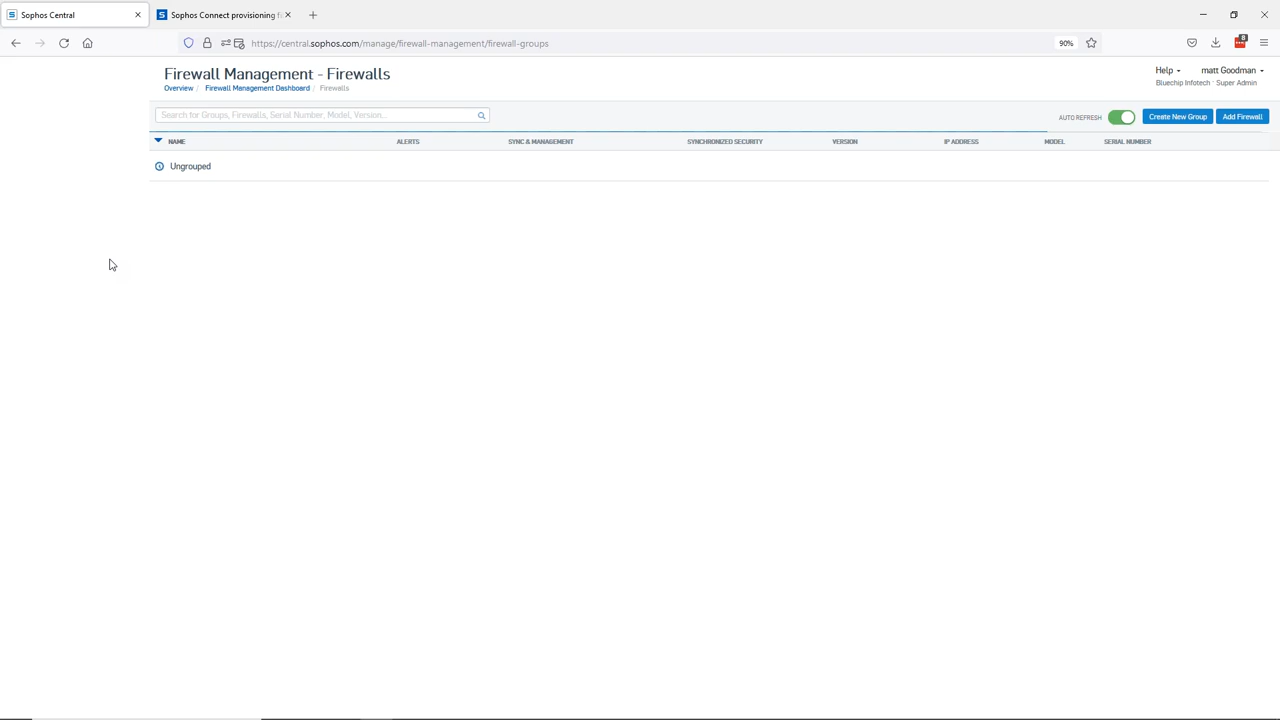 Sophos Central
Sophos Connect provisioning f
https://central.sophos.com/manage/firewall-management/firewall-groups
90%
8
Firewall Management - Firewalls
Help
matt Goodman
Overview / Firewall Management Dashboard / Firewalls
Bluechip Infotech · Super Admin
Search for Groups, Firewalls, Serial Number, Model, Version...
AUTO REFRESH
Create New Group
Add Firewall
NAME ALERTS SYNC & MANAGEMENT SYNCHRONIZED SECURITY VERSION IP ADDRESS MODEL SERIAL NUMBER
Ungrouped